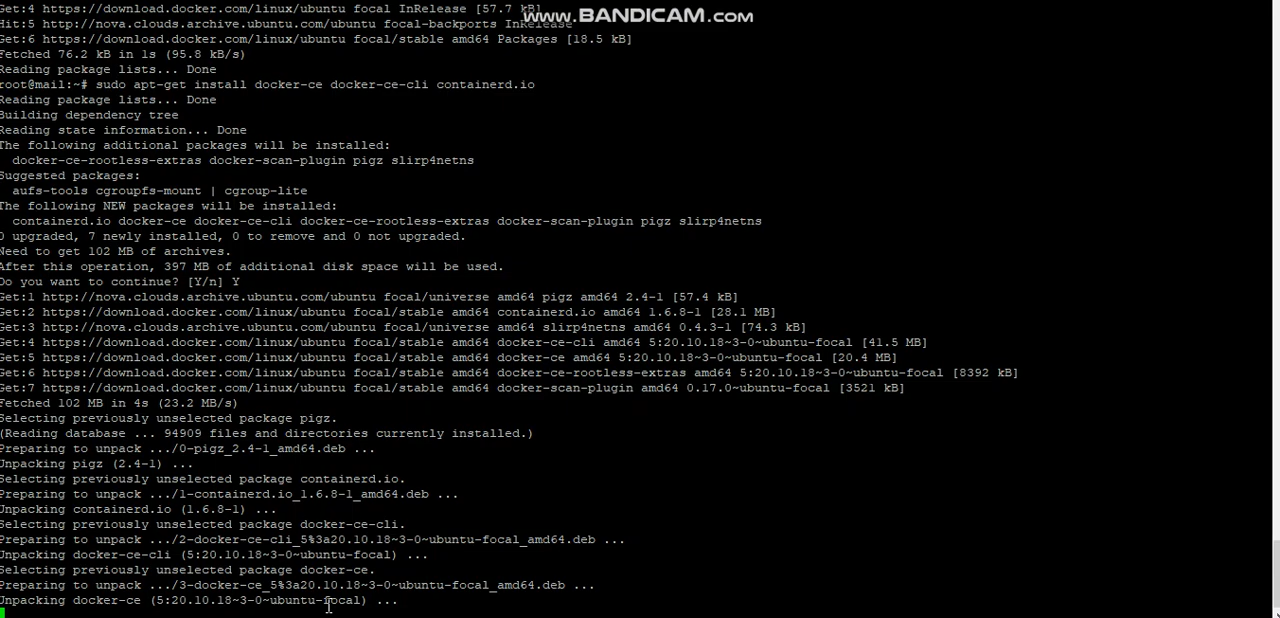 Get:4 https://download.docker.com/linux/ubuntu focal InRelease [57.7 kB]
www.BANDICAM.com
Hit:5 http://nova.clouds.archive.ubuntu.com/ubuntu focal-backports InRelease
Get:6 https://download.docker.com/linux/ubuntu focal/stable amd64 Packages [18.5 kB]
Fetched 76.2 kB in 1s (95.8 kB/s)
Reading package lists... Done
root@mail:~# sudo apt-get install docker-ce docker-ce-cli containerd.io
Reading package lists... Done
Building dependency tree
Reading state information... Done
The following additional packages will be installed:
docker-ce-rootless-extras docker-scan-plugin pigz slirp4netns
Suggested packages:
aufs-tools cgroupfs-mount | cgroup-lite
The following NEW packages will be installed:
containerd.io docker-ce docker-ce-cli docker-ce-rootless-extras docker-scan-plugin pigz slirp4netns
0 upgraded, 7 newly installed, 0 to remove and 0 not upgraded.
Need to get 102 MB of archives.
After this operation, 397 MB of additional disk space will be used.
Do you want to continue? [Y/n] Y
Get:1 http://nova.clouds.archive.ubuntu.com/ubuntu focal/universe amd64 pigz amd64 2.4-1 [57.4 kB]
Get:2 https://download.docker.com/linux/ubuntu focal/stable amd64 containerd.io amd64 1.6.8-1 [28.1 MB]
Get:3 http://nova.clouds.archive.ubuntu.com/ubuntu focal/universe amd64 slirp4netns amd64 0.4.3-1 [74.3 kB]
Get:4 https://download.docker.com/linux/ubuntu focal/stable amd64 docker-ce-cli amd64 5:20.10.18~3-0~ubuntu-focal [41.5 MB]
Get:5 https://download.docker.com/linux/ubuntu focal/stable amd64 docker-ce amd64 5:20.10.18~3-0~ubuntu-focal [20.4 MB]
Get:6 https://download.docker.com/linux/ubuntu focal/stable amd64 docker-ce-rootless-extras amd64 5:20.10.18~3-0~ubuntu-focal [8392 kB]
Get:7 https://download.docker.com/linux/ubuntu focal/stable amd64 docker-scan-plugin amd64 0.17.0~ubuntu-focal [3521 kB]
Fetched 102 MB in 4s (23.2 MB/s)
Selecting previously unselected package pigz.
(Reading database ... 94909 files and directories currently installed.)
Preparing to unpack .../0-pigz_2.4-1_amd64.deb ...
Unpacking pigz (2.4-1) ...
Selecting previously unselected package containerd.io.
Preparing to unpack .../1-containerd.io_1.6.8-1_amd64.deb ...
Unpacking containerd.io (1.6.8-1) ...
Selecting previously unselected package docker-ce-cli.
Preparing to unpack .../2-docker-ce-cli_5%3a20.10.18~3-0~ubuntu-focal_amd64.deb ...
Unpacking docker-ce-cli (5:20.10.18~3-0~ubuntu-focal) ...
Selecting previously unselected package docker-ce.
Preparing to unpack .../3-docker-ce_5%3a20.10.18~3-0~ubuntu-focal_amd64.deb ...
Unpacking docker-ce (5:20.10.18~3-0~ubuntu-focal) ...